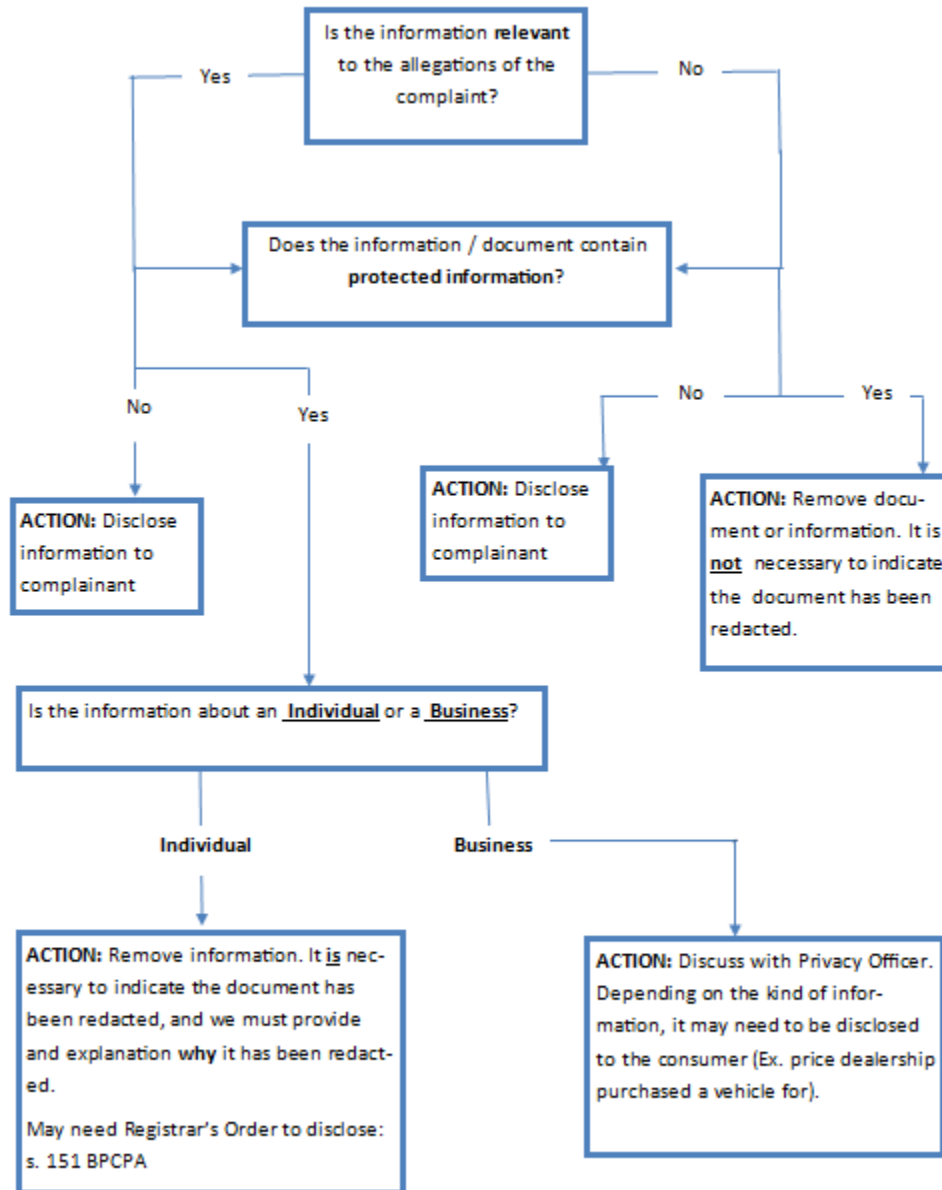 Is the information relevant
to the allegations of the
complaint?
Yes
No
Does the information / document contain
protected information?
No
Yes
No
Yes
ACTION: Disclose
information to
complainant
ACTION: Disclose
information to
complainant
ACTION: Remove docu-
ment or information. It is
not necessary to indicate
the document has been
redacted.
Is the information about an Individual or a Business?
Individual
Business
ACTION: Remove information. It is nec-
essary to indicate the document has
been redacted, and we must provide
and explanation why it has been redact-
ed.
May need Registrar's Order to disclose:
s. 151 BPCPA
ACTION: Discuss with Privacy Officer.
Depending on the kind of infor-
mation, it may need to be disclosed
to the consumer (Ex. price dealership
purchased a vehicle for).